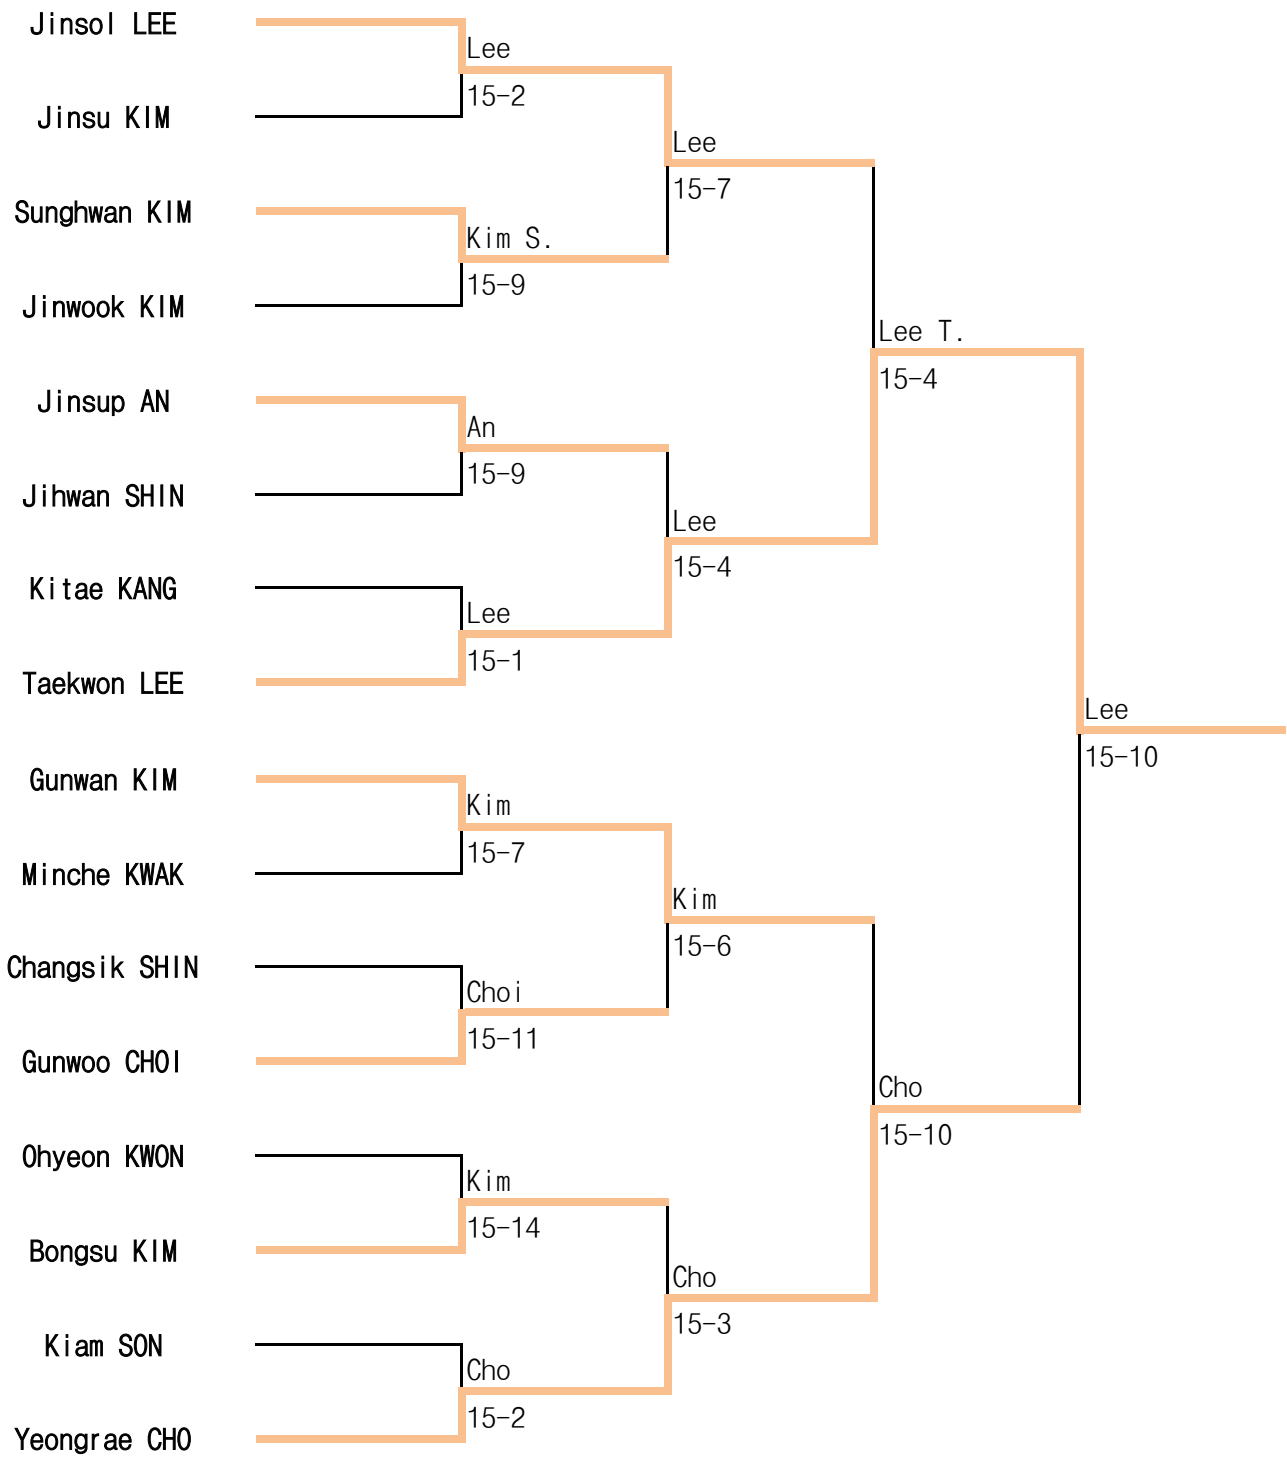 Jinsol LEE
Lee
15-2
Jinsu KIM
Lee
15-7
Sunghwan KIM
Kim S.
15-9
Jinwook KIM
Lee T.
15-4
Jinsup AN
An
15-9
Jihwan SHIN
Lee
15-4
Kitae KANG
Lee
15-1
Taekwon LEE
Lee
15-10
Gunwan KIM
Kim
15-7
Minche KWAK
Kim
15-6
Changsik SHIN
Choi
15-11
Gunwoo CHOI
Cho
15-10
Ohyeon KWON
Kim
15-14
Bongsu KIM
Cho
15-3
Kiam SON
Cho
15-2
Yeongrae CHO